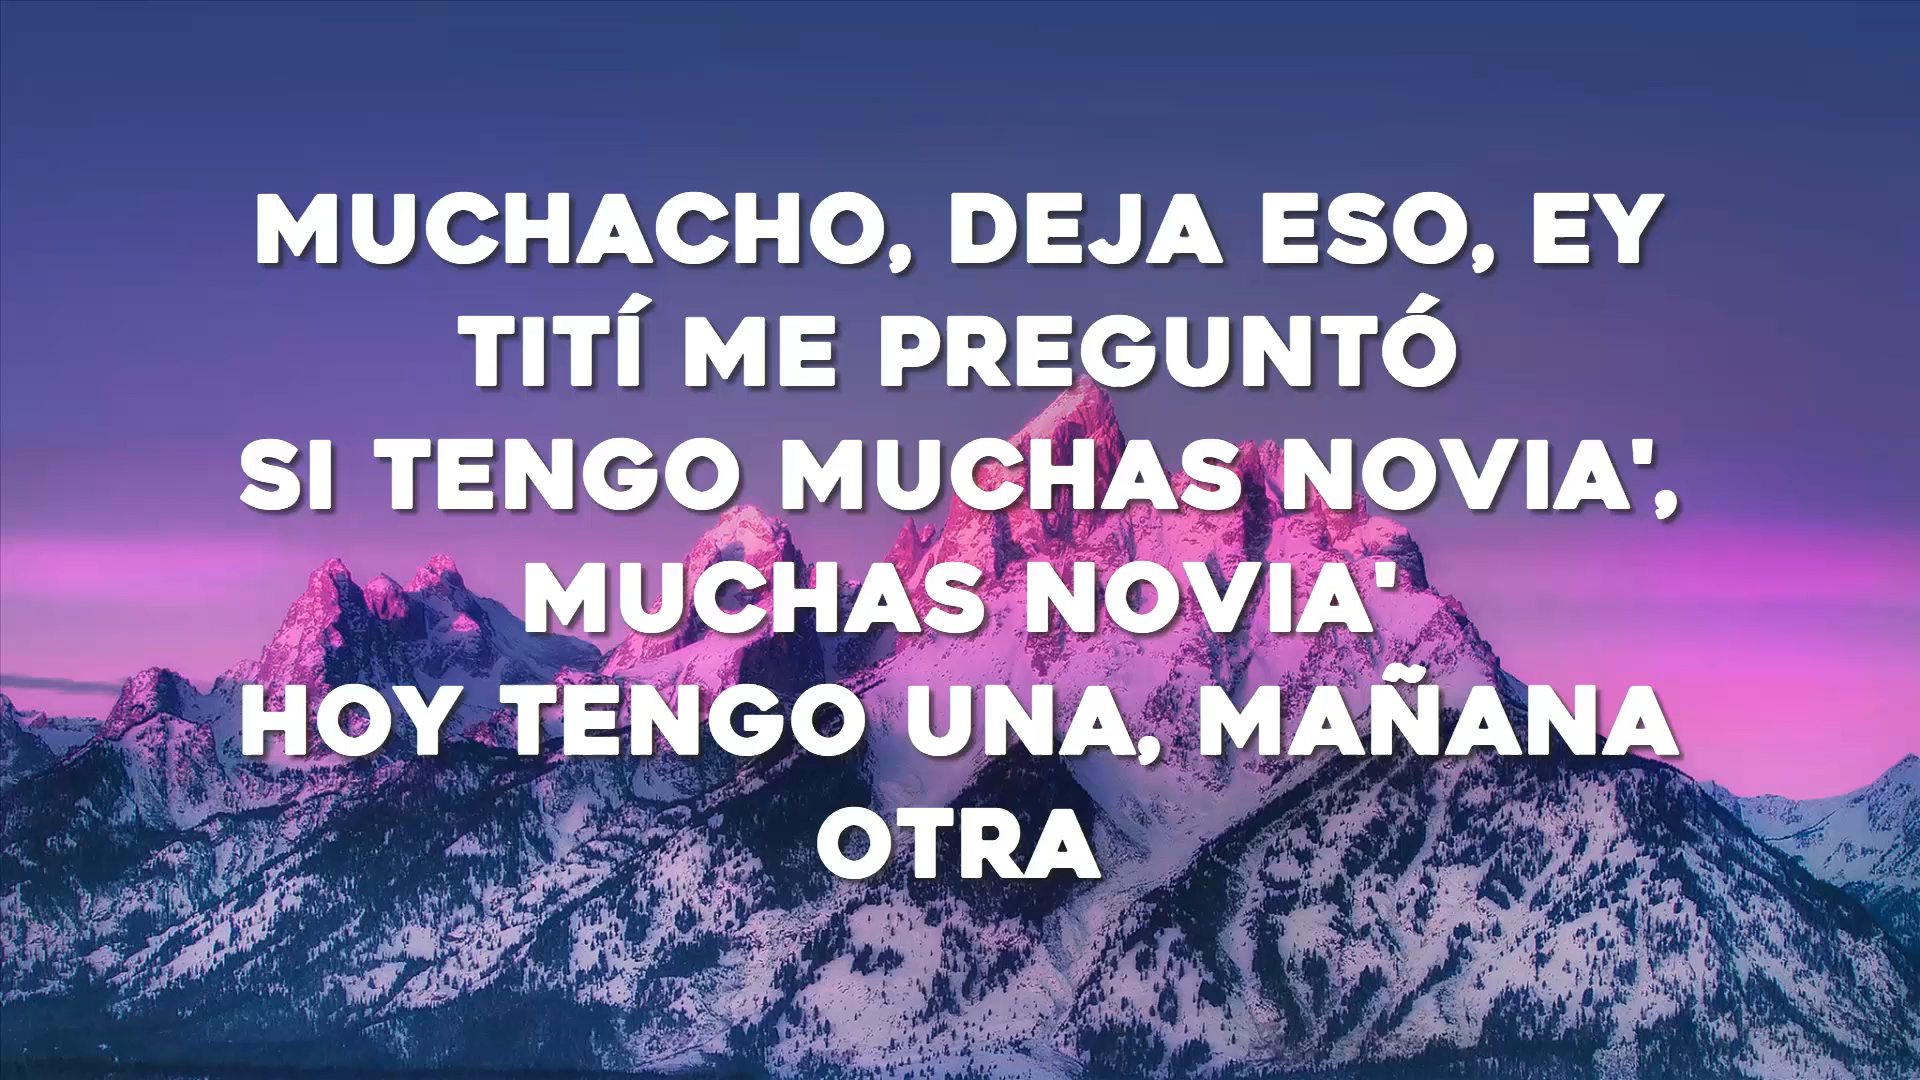 MUCHACHO, DEJA ESO, EY
TITÍ ME PREGUNTÓ
SI TENGO MUCHAS NOVIA',
MUCHAS NOVIA'
HOY TENGO UNA, MAÑANA
OTRA